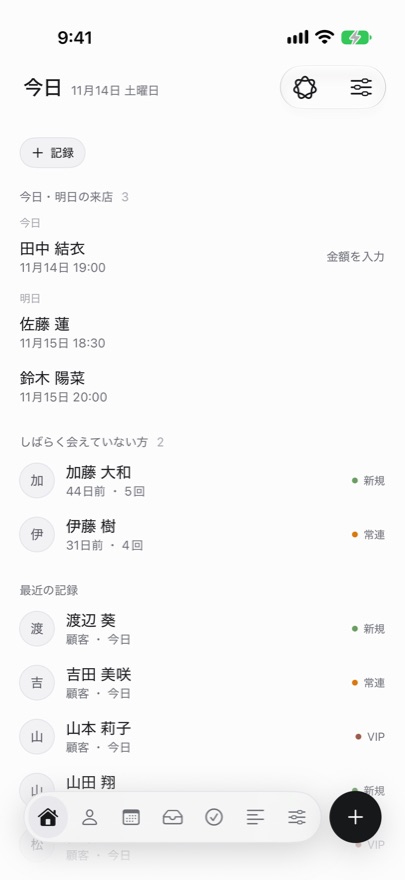 9:41
今日 11月14日 土曜日
+ 記録
今日・明日の来店 3
今日
田中 結衣
11月14日 19:00
金額を入力
明日
佐藤 蓮
11月15日 18:30
鈴木 陽菜
11月15日 20:00
しばらく会えていない方 2
加
加藤 大和
44日前 ・ 5回
新規
伊
伊藤 樹
31日前 ・ 4回
常連
最近の記録
渡
渡辺 葵
顧客 ・ 今日
新規
吉
吉田 美咲
顧客 ・ 今日
常連
山
山本 莉子
顧客 ・ 今日
VIP
山
山田 翔
新規
松
顧客 ・ 今日
VIP